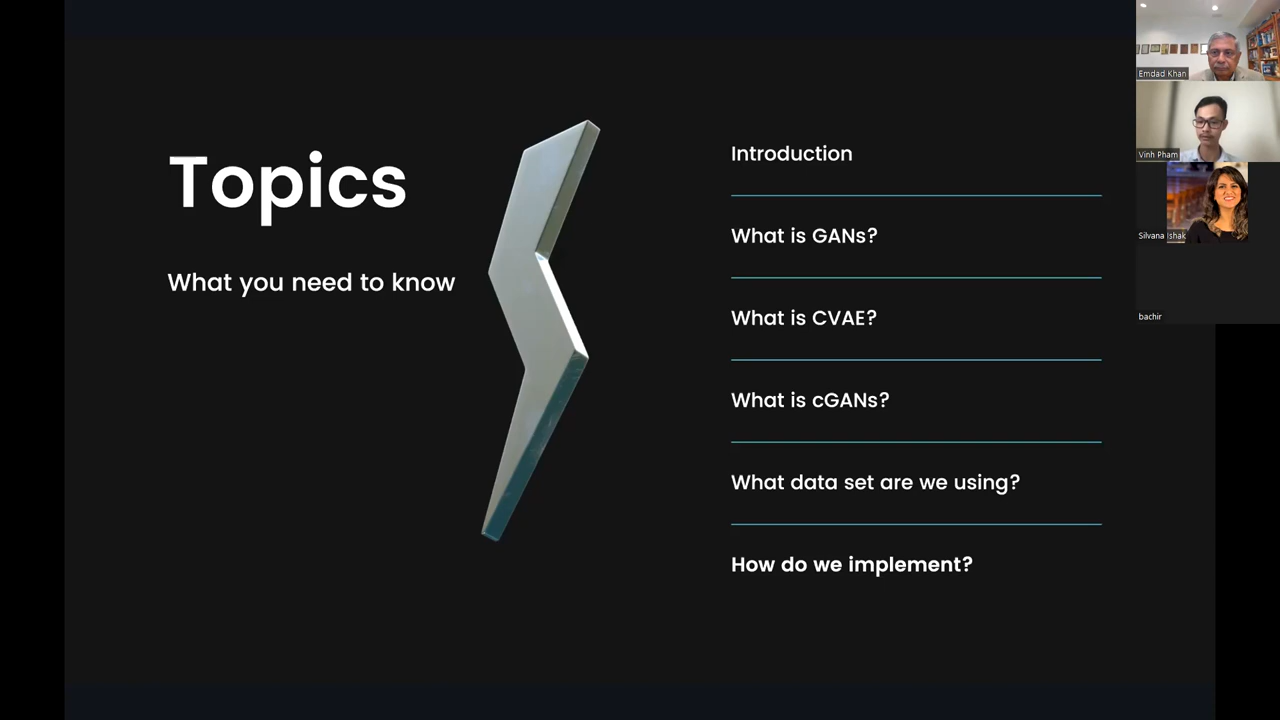 Topics
What you need to know
Introduction
What is GANs?
What is CVAE?
What is cGANs?
What data set are we using?
How do we implement?
Emdad Khan
Vinh Pham
Silvana Ishak
bachir